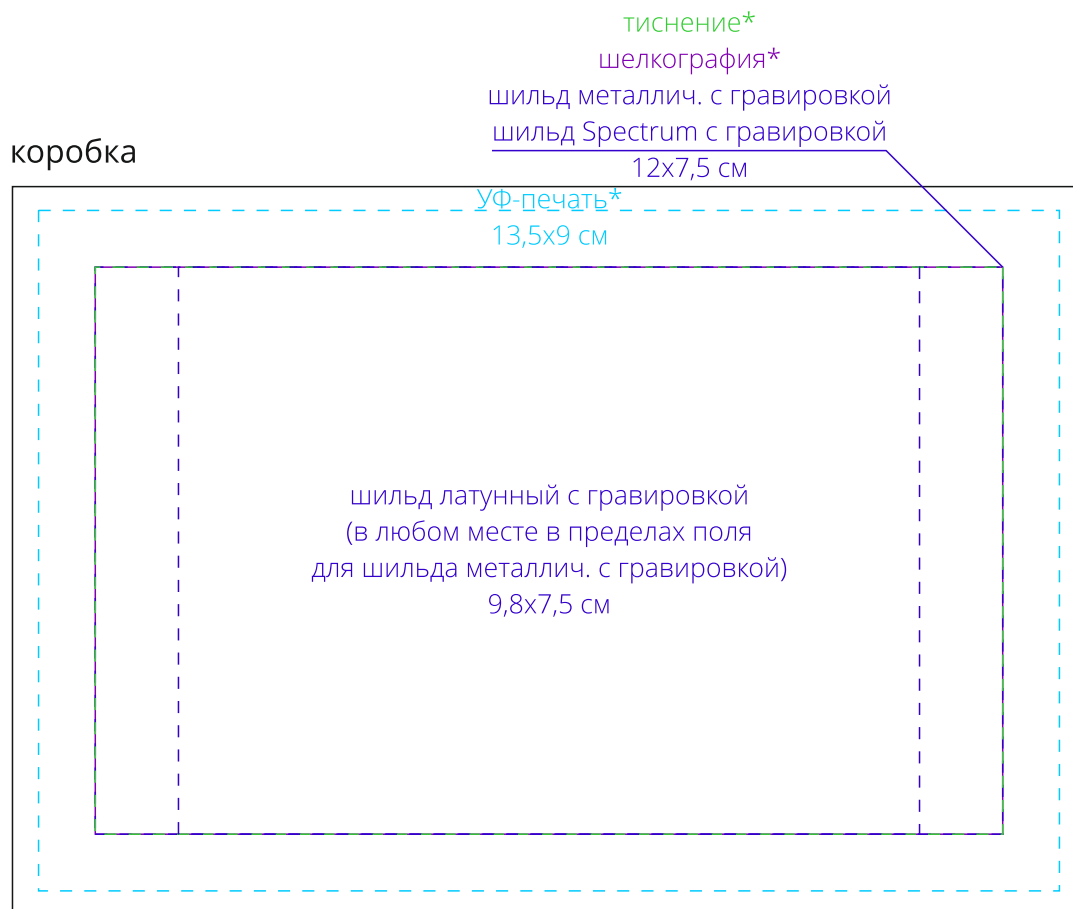 тиснение*
шелкография*
шильд металлич. с гравировкой
шильд Spectrum с гравировкой
12x7,5 см
коробка
УФ-печать*
13,5x9 см
шильд латунный с гравировкой
(в любом месте в пределах поля
для шильда металлич. с гравировкой)
9,8x7,5 см